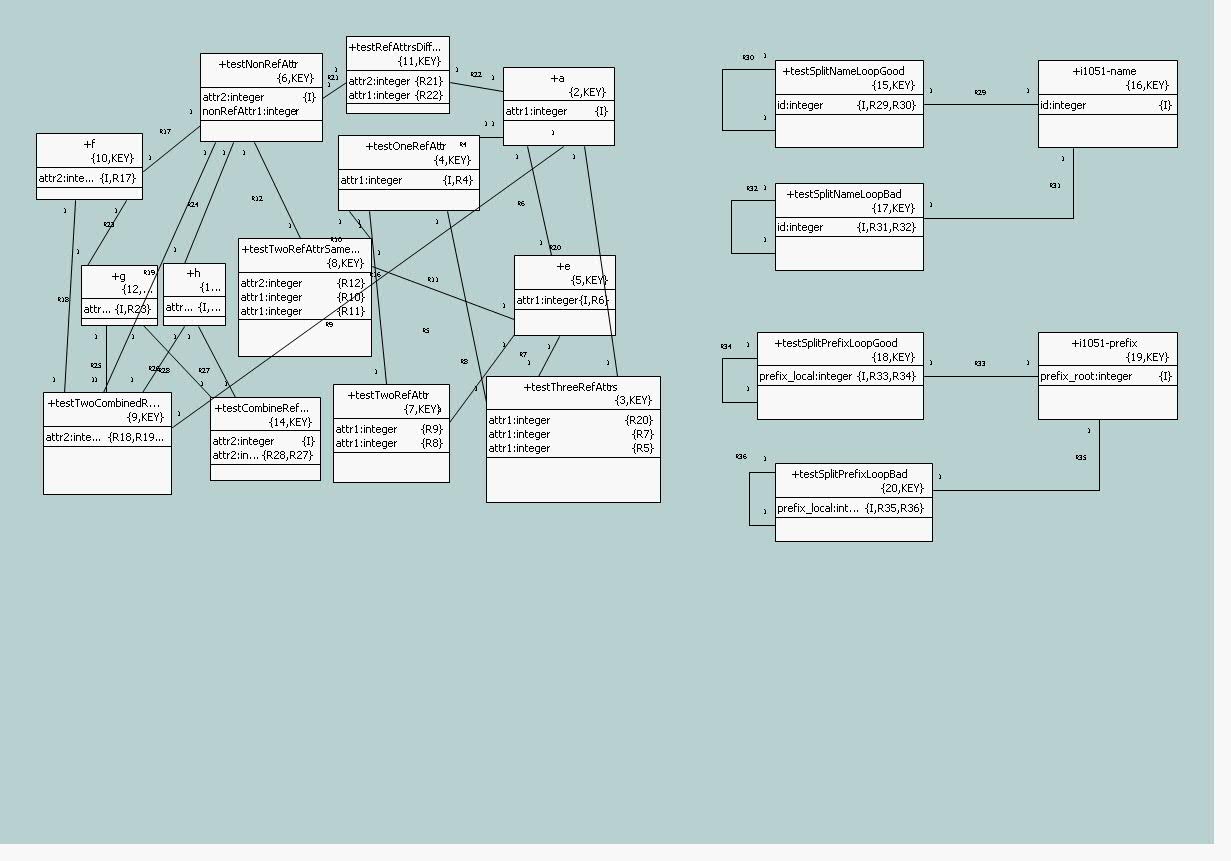 +testNonRefAttr
{6,KEY}
attr2:integer {I}
nonRefAttr1:integer
+testRefAttrsDiff...
{11,KEY}
attr2:integer {R21}
attr1:integer {R22}
+a
{2,KEY}
attr1:integer {I}
+f
{10,KEY}
attr2:inte... {I,R17}
+testOneRefAttr
{4,KEY}
attr1:integer {I,R4}
+testTwoRefAttrSame...
{8,KEY}
attr2:integer {R12}
attr1:integer {R10}
attr1:integer {R11}
+g
{12,...
attr... {I,R23}
+h
{1...
attr... {I,...
+e
{5,KEY}
attr1:integer{I,R6}
+testTwoCombinedR...
{9,KEY}
attr2:inte... {R18,R19...
+testCombineRef...
{14,KEY}
attr2:integer {I}
attr2:in... {R28,R27}
+testTwoRefAttr
{7,KEY}
attr1:integer {R9}
attr1:integer {R8}
+testThreeRefAttrs
{3,KEY}
attr1:integer {R20}
attr1:integer {R7}
attr1:integer {R5}
R17
R21
R22
R4
R24
R12
R23
R6
R20
R10
R19
R16
R11
R18
R9
R5
R7
R8
R25
R28
R27
+testSplitNameLoopGood
{15,KEY}
id:integer {I,R29,R30}
R30
R29
+i1051-name
{16,KEY}
id:integer {I}
+testSplitNameLoopBad
{17,KEY}
id:integer {I,R31,R32}
R32
R31
+testSplitPrefixLoopGood
{18,KEY}
prefix_local:integer {I,R33,R34}
R34
R33
+i1051-prefix
{19,KEY}
prefix_root:integer {I}
+testSplitPrefixLoopBad
{20,KEY}
prefix_local:int... {I,R35,R36}
R36
R35